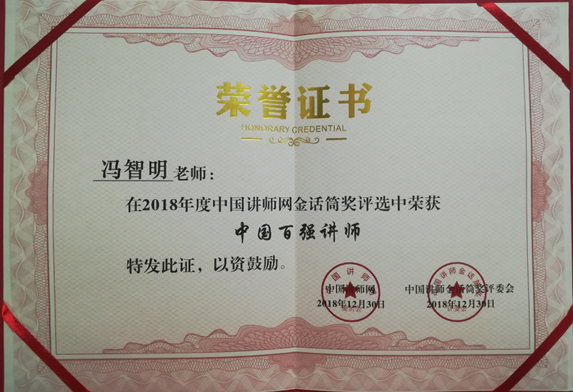 荣誉证书
HONORARY CREDENTIAL
冯智明老师：
在2018年度中国讲师网金话筒奖评选中荣获
中国百强讲师
特发此证，以资鼓励。
中国讲师网 中国讲师金话筒奖评委会
2018年12月30日 2018年12月30日